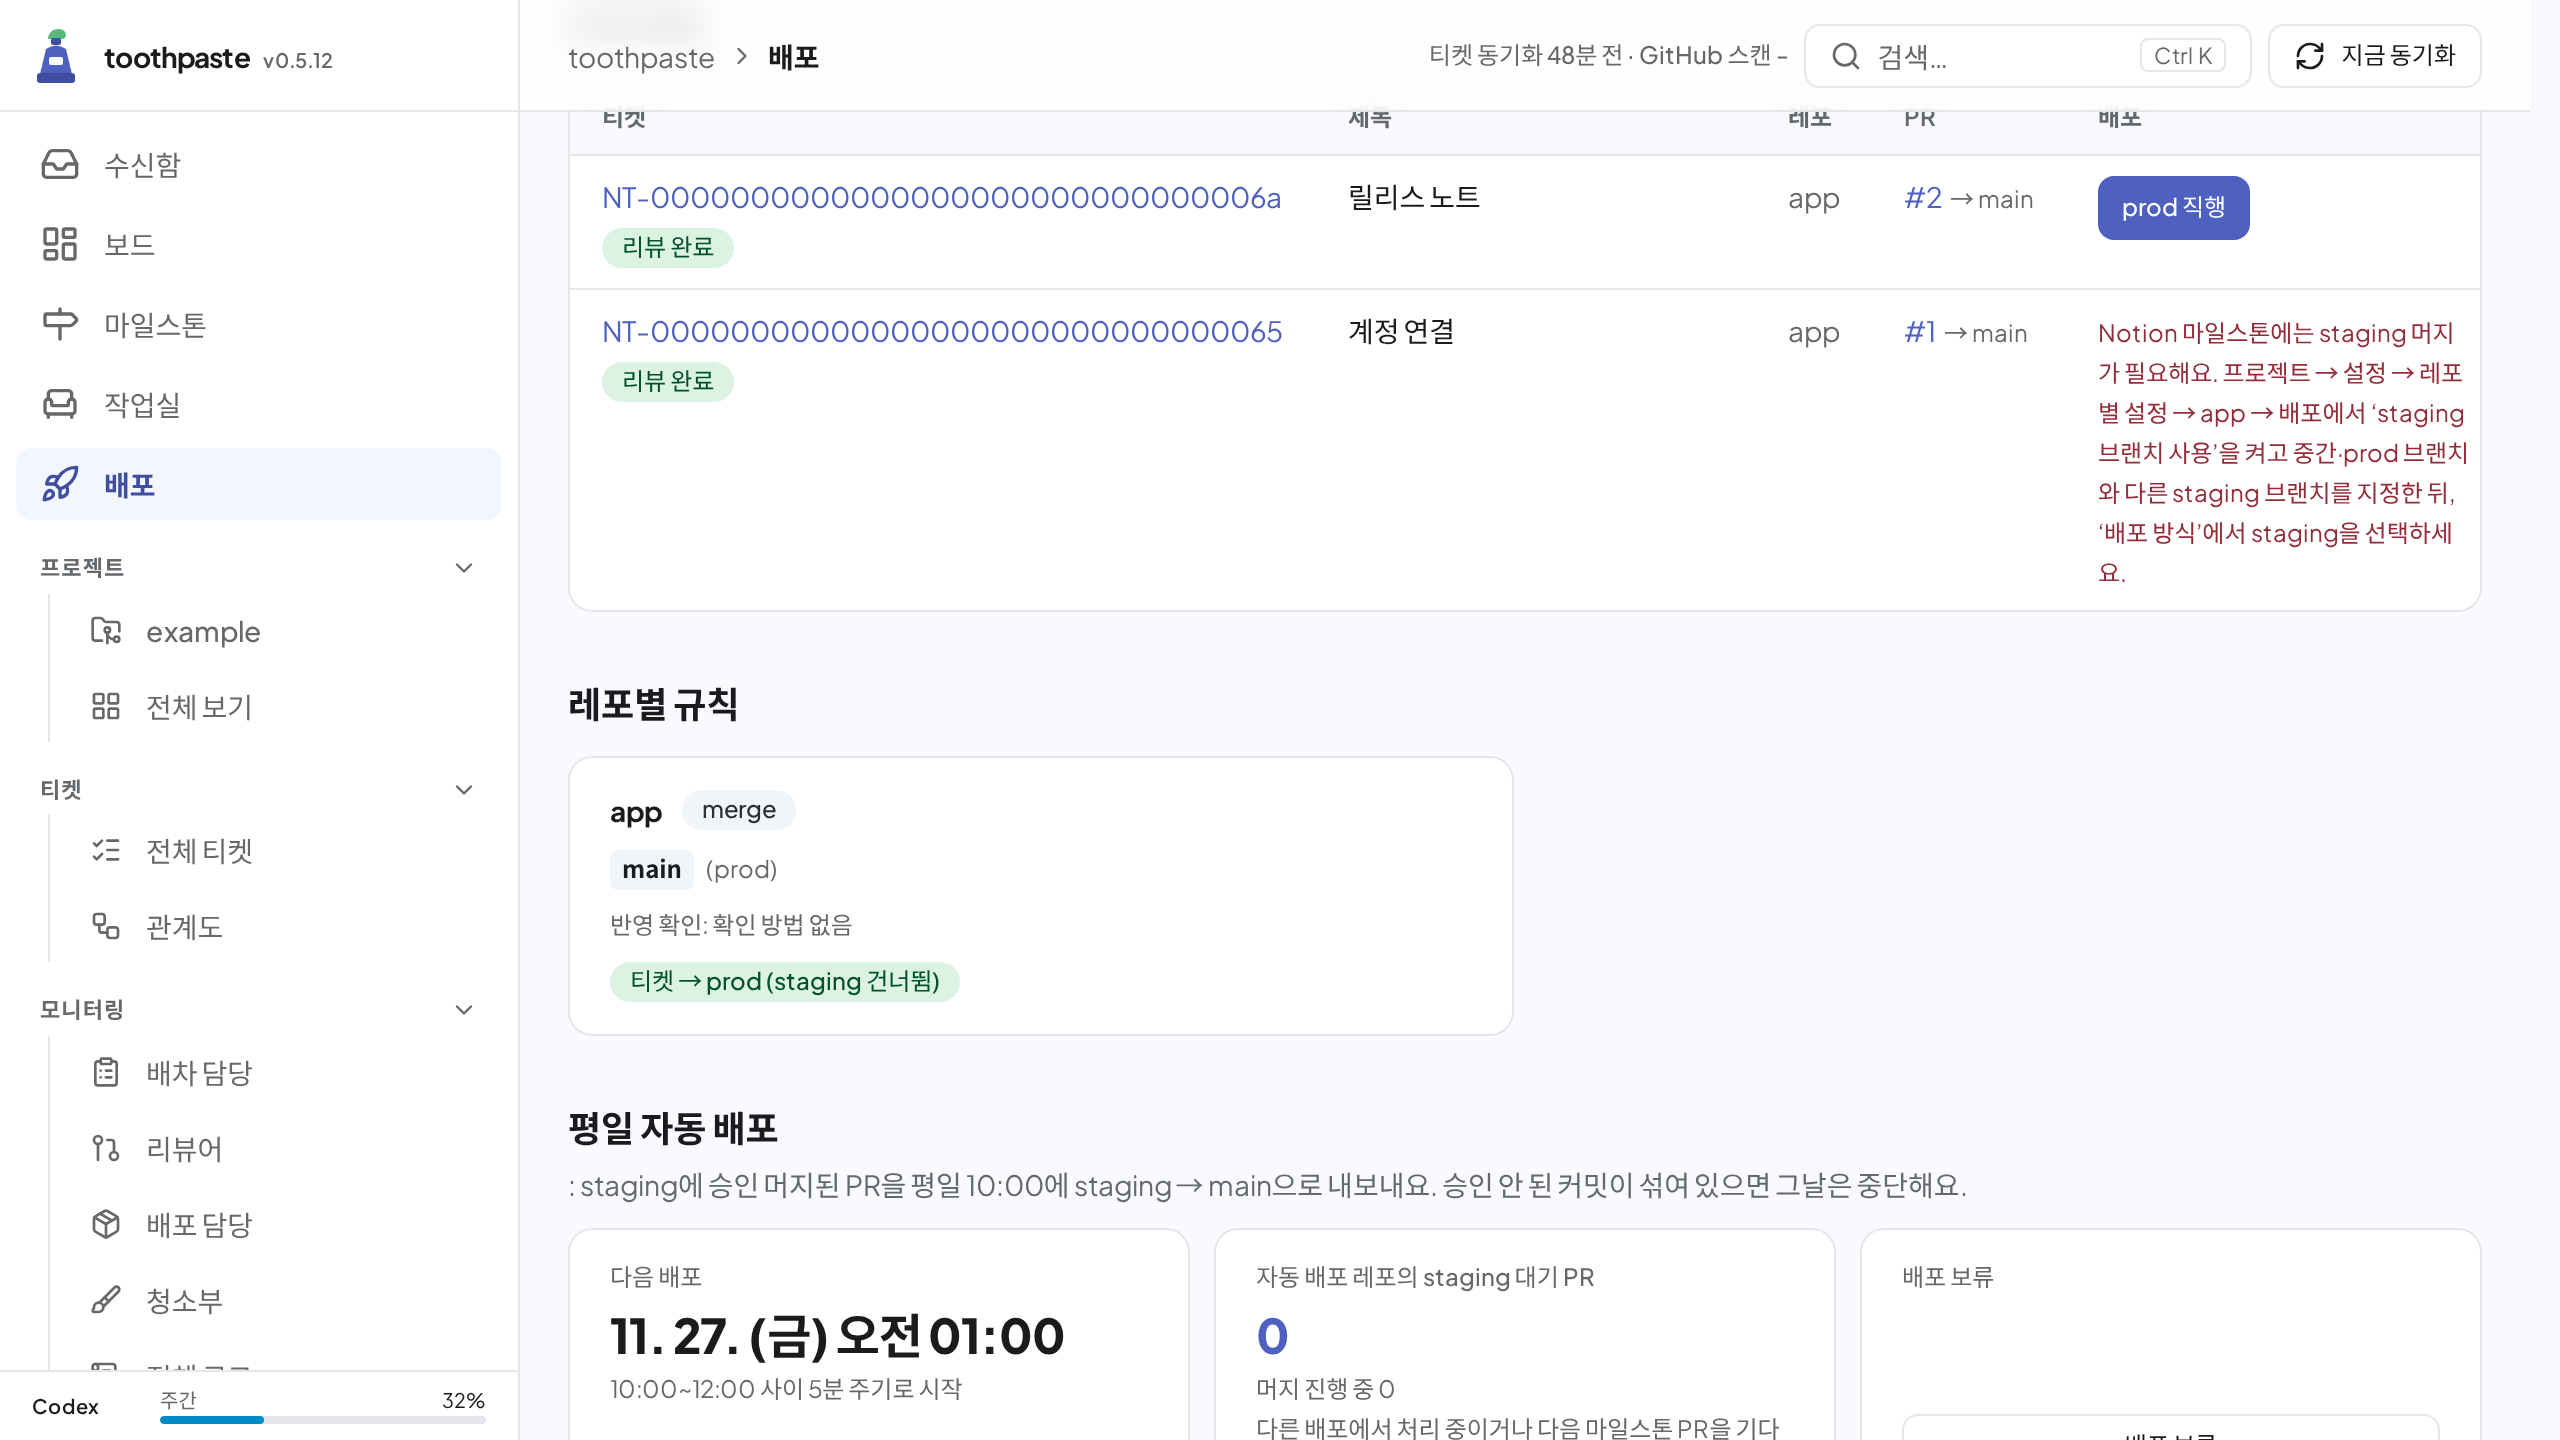 toothpaste v0.5.12
수신함
보드
마일스톤
작업실
배포
프로젝트
example
전체 보기
티켓
전체 티켓
관계도
모니터링
배차 담당
리뷰어
배포 담당
청소부
Codex
주간
32%
toothpaste > 배포
티켓 동기화 48분 전 · GitHub 스캔 -
검색...
Ctrl K
지금 동기화
티켓 제목 레포 PR 배포
NT-0000000000000000000000000000006a
릴리스 노트
app
#2 → main
prod 직행
리뷰 완료
NT-00000000000000000000000000000065
계정 연결
app
#1 → main
리뷰 완료
Notion 마일스톤에는 staging 머지
가 필요해요. 프로젝트 → 설정 → 레포
별 설정 → app → 배포에서 ‘staging
브랜치 사용’을 켜고 중간·prod 브랜치
와 다른 staging 브랜치를 지정한 뒤,
‘배포 방식’에서 staging을 선택하세
요.
레포별 규칙
app merge
main (prod)
반영 확인: 확인 방법 없음
티켓 → prod (staging 건너뜀)
평일 자동 배포
: staging에 승인 머지된 PR을 평일 10:00에 staging → main으로 내보내요. 승인 안 된 커밋이 섞여 있으면 그날은 중단해요.
다음 배포
11. 27. (금) 오전 01:00
10:00~12:00 사이 5분 주기로 시작
자동 배포 레포의 staging 대기 PR
0
머지 진행 중 0
다른 배포에서 처리 중이거나 다음 마일스톤 PR을 기다
배포 보류